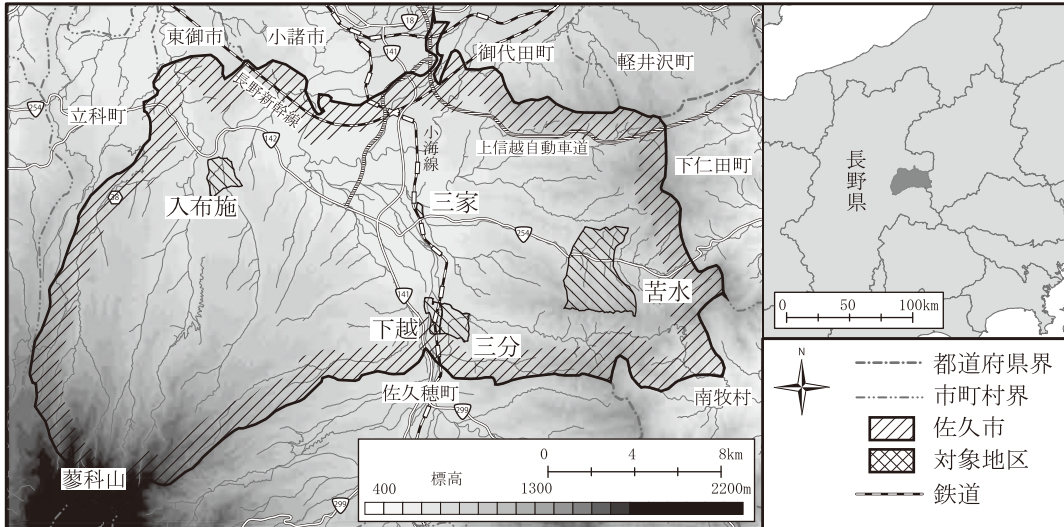 東御市
小諸市
御代田町
軽井沢町
立科町
長野新幹線
小海線
上信越自動車道
下仁田町
入布施
三家
苦水
下越
三分
佐久穂町
南牧村
蓼科山
18
141
254
142
38
254
141
299
299
0 4 8km
標高
400 1300 2200m
長野県
0 50 100km
N
都道府県界
市町村界
佐久市
対象地区
鉄道